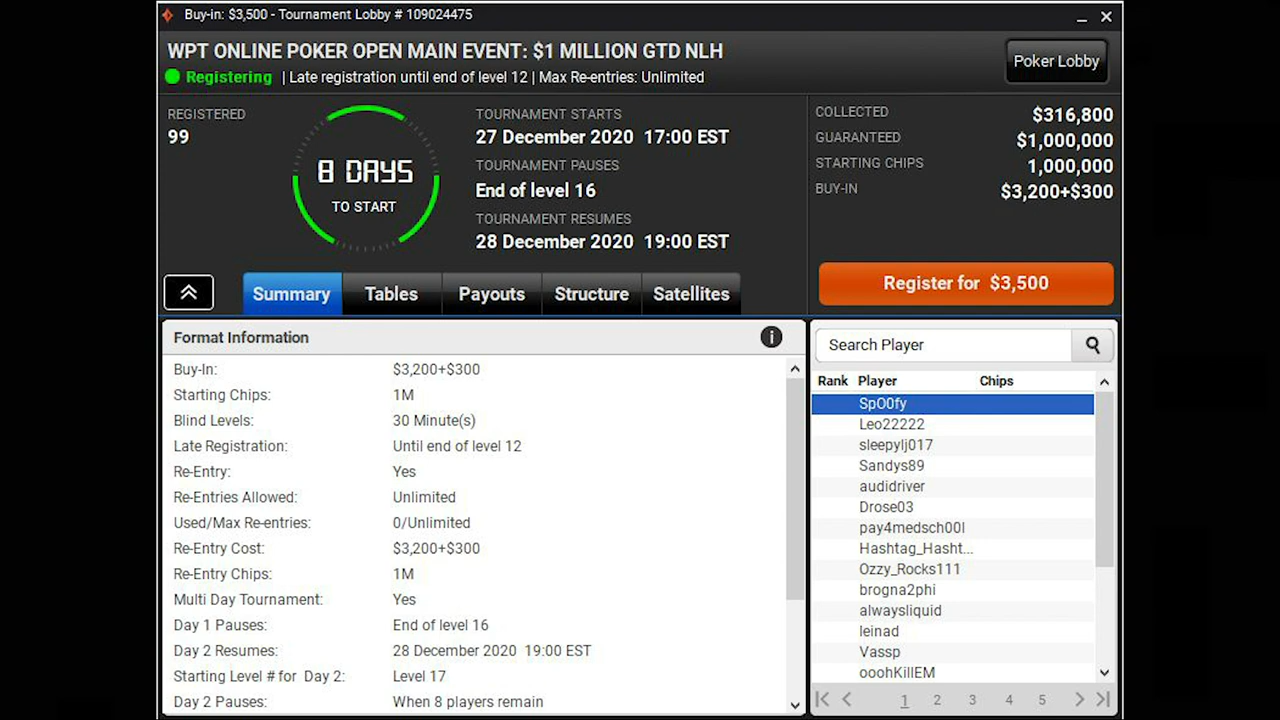 Buy-in: $3,500 - Tournament Lobby # 109024475
WPT ONLINE POKER OPEN MAIN EVENT: $1 MILLION GTD NLH
Poker Lobby
Registering | Late registration until end of level 12 | Max Re-entries: Unlimited
REGISTERED
99
8 DAYS
TO START
TOURNAMENT STARTS
27 December 2020 17:00 EST
TOURNAMENT PAUSES
End of level 16
TOURNAMENT RESUMES
28 December 2020 19:00 EST
COLLECTED $316,800
GUARANTEED $1,000,000
STARTING CHIPS 1,000,000
BUY-IN $3,200+$300
Register for $3,500
Summary Tables Payouts Structure Satellites
Format Information
Buy-In: $3,200+$300
Starting Chips: 1M
Blind Levels: 30 Minute(s)
Late Registration: Until end of level 12
Re-Entry: Yes
Re-Entries Allowed: Unlimited
Used/Max Re-entries: 0/Unlimited
Re-Entry Cost: $3,200+$300
Re-Entry Chips: 1M
Multi Day Tournament: Yes
Day 1 Pauses: End of level 16
Day 2 Resumes: 28 December 2020 19:00 EST
Starting Level # for Day 2: Level 17
Day 2 Pauses: When 8 players remain
Search Player
Rank Player Chips
SpO0fy
Leo22222
sleepylj017
Sandys89
audidriver
Drose03
pay4medsch00l
Hashtag_Hasht...
Ozzy_Rocks111
brogna2phi
alwaysliquid
leinad
Vassp
ooohKillEM
1 2 3 4 5